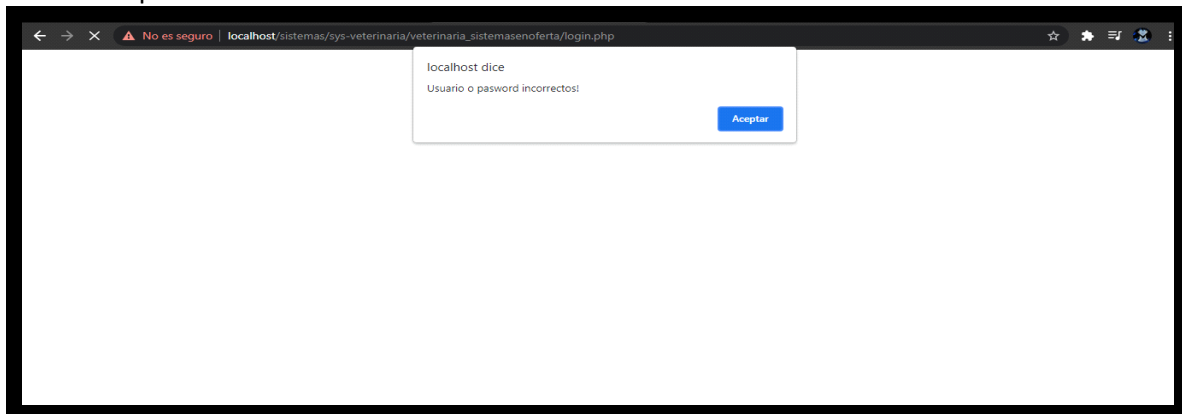 No es seguro | localhost/sistemas/sys-veterinaria/veterinaria_sistemasenoferta/login.php
localhost dice
Usuario o pasword incorrectos!
Aceptar